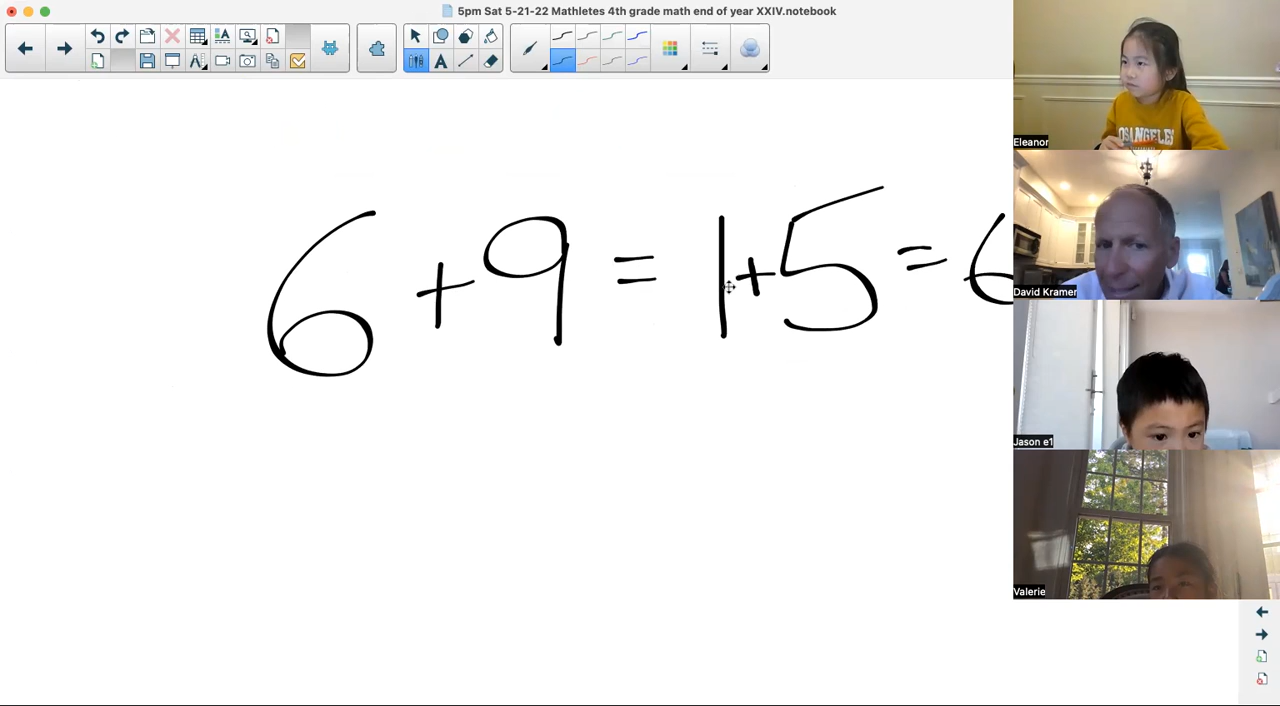 5pm Sat 5-21-22 Mathletes 4th grade math end of year XXIV.notebook
6 + 9 = 1+5 = 6
Eleanor
OSANGELES
David Kramer
Jason e1
Valerie